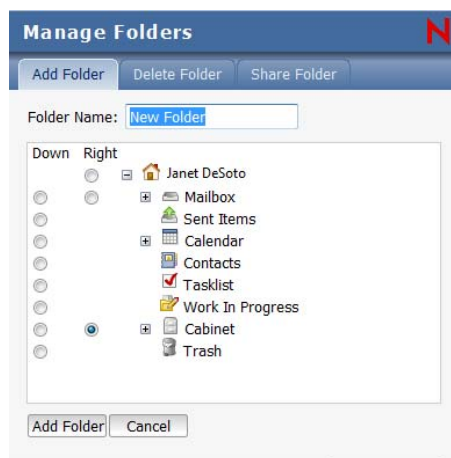 Manage Folders N
Add Folder Delete Folder Share Folder
Folder Name: New Folder
Down Right
Janet DeSoto
Mailbox
Sent Items
Calendar
Contacts
Tasklist
Work In Progress
Cabinet
Trash
Add Folder Cancel